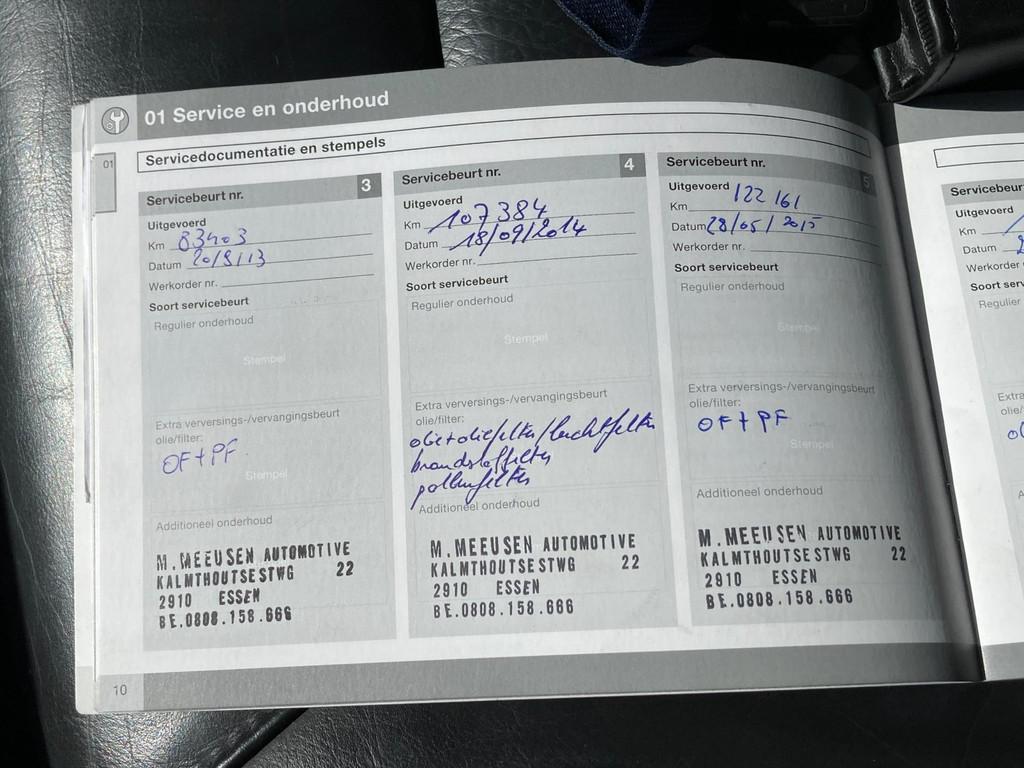 01 Service en onderhoud
01
Servicedocumentatie en stempels
Servicebeurt nr. 3
Uitgevoerd
Km 83403
Datum 20/8/13
Werkorder nr.
Soort servicebeurt
Regulier onderhoud
Stempel
Extra verversings-/vervangingsbeurt
olie/filter:
OF + PF
Stempel
Additioneel onderhoud
M.MEEUSEN AUTOMOTIVE
KALMTHOUTSESTWG 22
2910 ESSEN
BE.0808.158.666
Servicebeurt nr. 4
Uitgevoerd
Km 107384
Datum 18/09/2014
Werkorder nr.
Soort servicebeurt
Regulier onderhoud
Stempel
Extra verversings-/vervangingsbeurt
olie/filter:
olie+oliefilter/luchtfilter
brandstoffilter
pollenfilter
Additioneel onderhoud
M.MEEUSEN AUTOMOTIVE
KALMTHOUTSESTWG 22
2910 ESSEN
BE.0808.158.666
Servicebeurt nr. 5
Uitgevoerd
Km 122 161
Datum 28/05/2015
Werkorder nr.
Soort servicebeurt
Regulier onderhoud
Stempel
Extra verversings-/vervangingsbeurt
olie/filter:
OF + PF
Stempel
Additioneel onderhoud
M.MEEUSEN AUTOMOTIVE
KALMTHOUTSESTWG 22
2910 ESSEN
BE.0808.158.666
10
Servicebeur
Uitgevoerd
Km
Datum
Werkorder
Soort serv
Regulier
Extra
olie